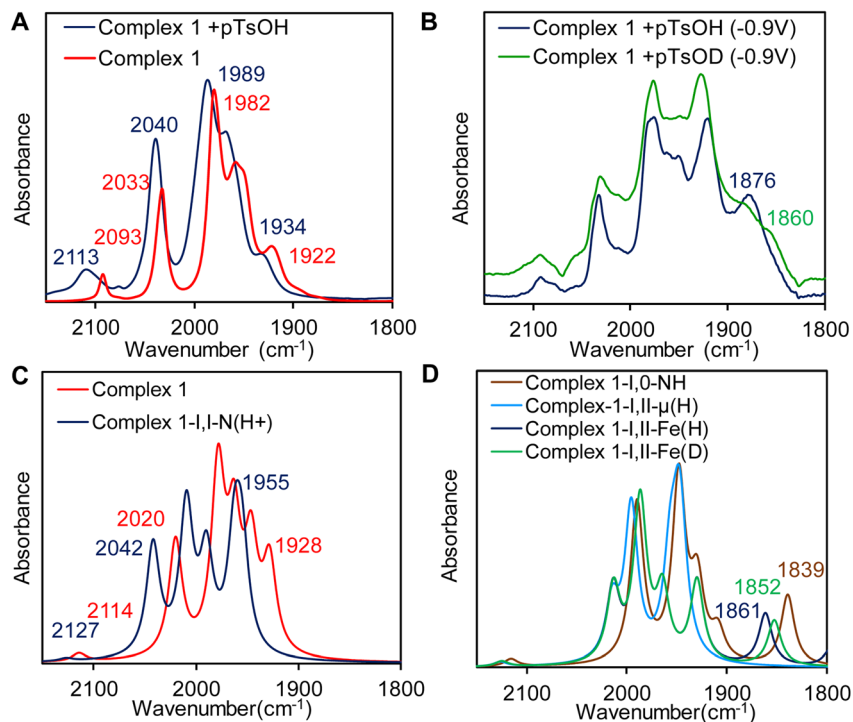 A
Complex 1 +pTsOH
Complex 1
1989
1982
2040
2033
2093
2113
1934
1922
Absorbance
2100 2000 1900 1800
Wavenumber (cm-1)
B
Complex 1 +pTsOH (-0.9V)
Complex 1 +pTsOD (-0.9V)
1876
1860
Absorbance
2100 2000 1900 1800
Wavenumber (cm-1)
C
Complex 1
Complex 1-I,I-N(H+)
1955
2020
2042
1928
2114
2127
Absorbance
2100 2000 1900 1800
Wavenumber(cm-1)
D
Complex 1-I,0-NH
Complex-1-I,II-μ(H)
Complex 1-I,II-Fe(H)
Complex 1-I,II-Fe(D)
1839
1852
1861
Absorbance
2100 2000 1900 1800
Wavenumber(cm-1)